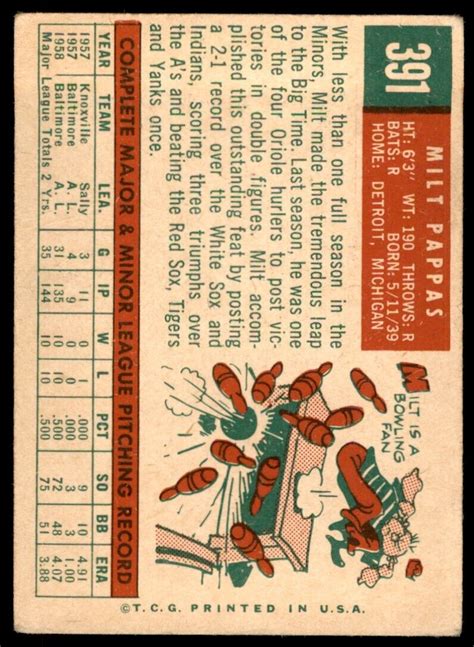 391
MILT PAPPAS
HT: 6'3" WT: 190 THROWS: R
BATS: R BORN: 5/11/39
HOME: DETROIT, MICHIGAN
With less than one full season in the
Minors, Milt made the tremendous leap
to the Big Time. Last season, he was one
of the four Oriole hurlers to post vic-
tories in double figures. Milt accom-
plished this outstanding feat by posting
a 2-1 record over the White Sox and
Indians, scoring three triumphs over
the A's and beating the Red Sox, Tigers
and Yanks once.
MILT IS A
BOWLING
FAN
COMPLETE MAJOR & MINOR LEAGUE PITCHING RECORD
YEAR TEAM LEA. G IP W L PCT SO BB ERA
1957 Knoxville Sally 3 11 0 1 .000 9 10 4.91
1957 Baltimore A. L. 4 9 0 0 .000 3 3 1.00
1958 Baltimore A. L. 31 135 10 10 .500 72 48 4.07
Major League Totals 2 Yrs. 35 144 10 10 .500 75 51 3.88
©T.C.G. PRINTED IN U.S.A.